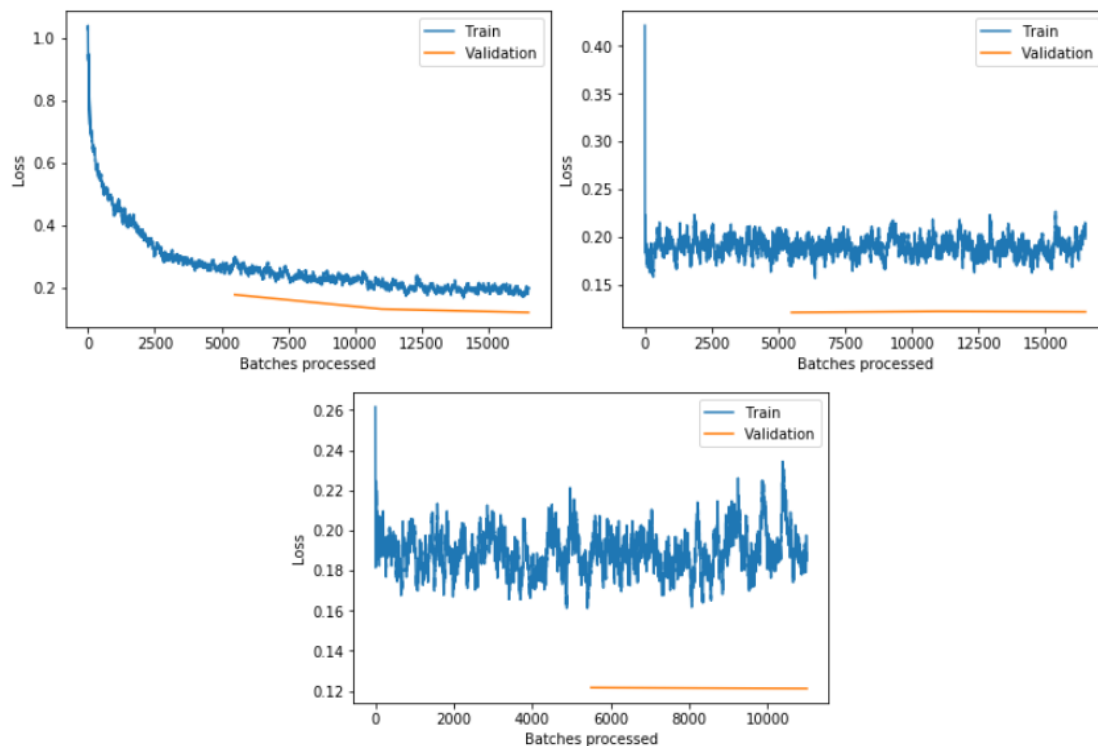 1.0
0.8
0.6
0.4
0.2
Loss
0 2500 5000 7500 10000 12500 15000
Batches processed
Train
Validation
0.40
0.35
0.30
0.25
0.20
0.15
Loss
0 2500 5000 7500 10000 12500 15000
Batches processed
Train
Validation
0.26
0.24
0.22
0.20
0.18
0.16
0.14
0.12
Loss
0 2000 4000 6000 8000 10000
Batches processed
Train
Validation